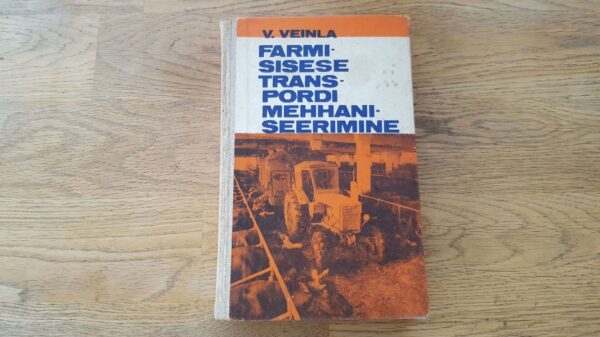 V. VEINLA
FARMI-
SISESE
TRANS-
PORDI
MEHHANI-
SEERIMINE